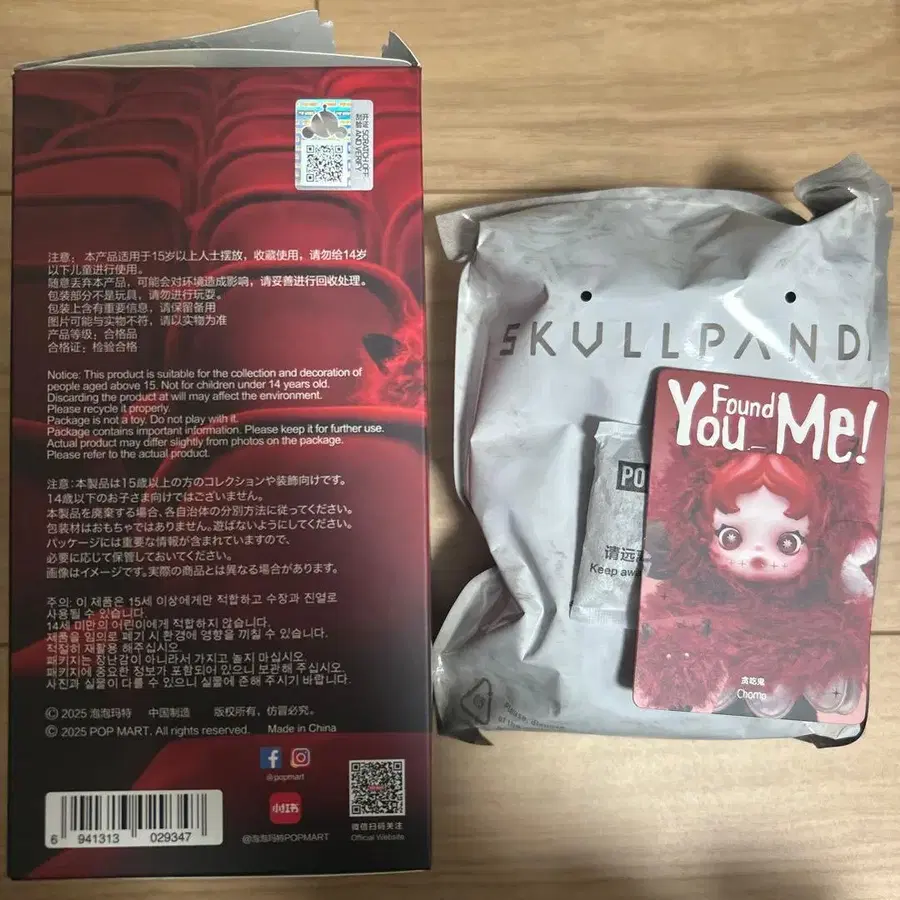 SCRATCH OFF
AND VERIFY
注意: 本产品适用于15岁以上人士摆放，收藏使用，请勿给14岁
以下儿童进行使用。
随意丢弃本产品，可能会对环境造成影响，请妥善进行回收处理。
包装部分不是玩具，请勿进行玩耍。
包装上含有重要信息，请保留备用
图片可能与实物不符，请以实物为准
产品等级: 合格品
合格证: 检验合格
Notice: This product is suitable for the collection and decoration of
people aged above 15. Not for children under 14 years old.
Discarding the product at will may affect the environment.
Please recycle it properly.
Package is not a toy. Do not play with it.
Package contains important information. Please keep it for further use.
Actual product may differ slightly from photos on the package.
Please refer to the actual product.
注意: 本製品は15歳以上の方のコレクションや装飾向けです。
14歳以下のお子さま向けではございません。
本製品を廃棄する場合、各自治体の分別方法に従ってください。
包装材はおもちゃではありません。遊ばないようにしてください。
パッケージには重要な情報が含まれていますので、
必要に応じて保管しておいてください。
画像はイメージです。実際の商品とは異なる場合があります。
주의: 이 제품은 15세 이상에게만 적합하고 수장과 진열로
사용될 수 있습니다.
14세 미만의 어린이에게 적합하지 않습니다.
제품을 임의로 폐기 시 환경에 영향을 끼칠 수 있습니다.
적절히 재활용 해주십시오.
패키지는 장난감이 아니라서 가지고 놀지 마십시오.
패키지에 중요한 정보가 포함되어 있으니 보관해 주십시오.
사진과 실물이 다를 수 있으니 실물에 준해 주시기 바랍니다.
© 2025 泡泡玛特 中国制造 版权所有，仿冒必究。
© 2025 POP MART. All rights reserved. Made in China
@popmart
小红书
@泡泡玛特POPMART
微信扫码关注
Official Website
6 941313 029347
SKULLPAND
PO
请远
Keep awa
You Found Me!
贪吃鬼
Chomp